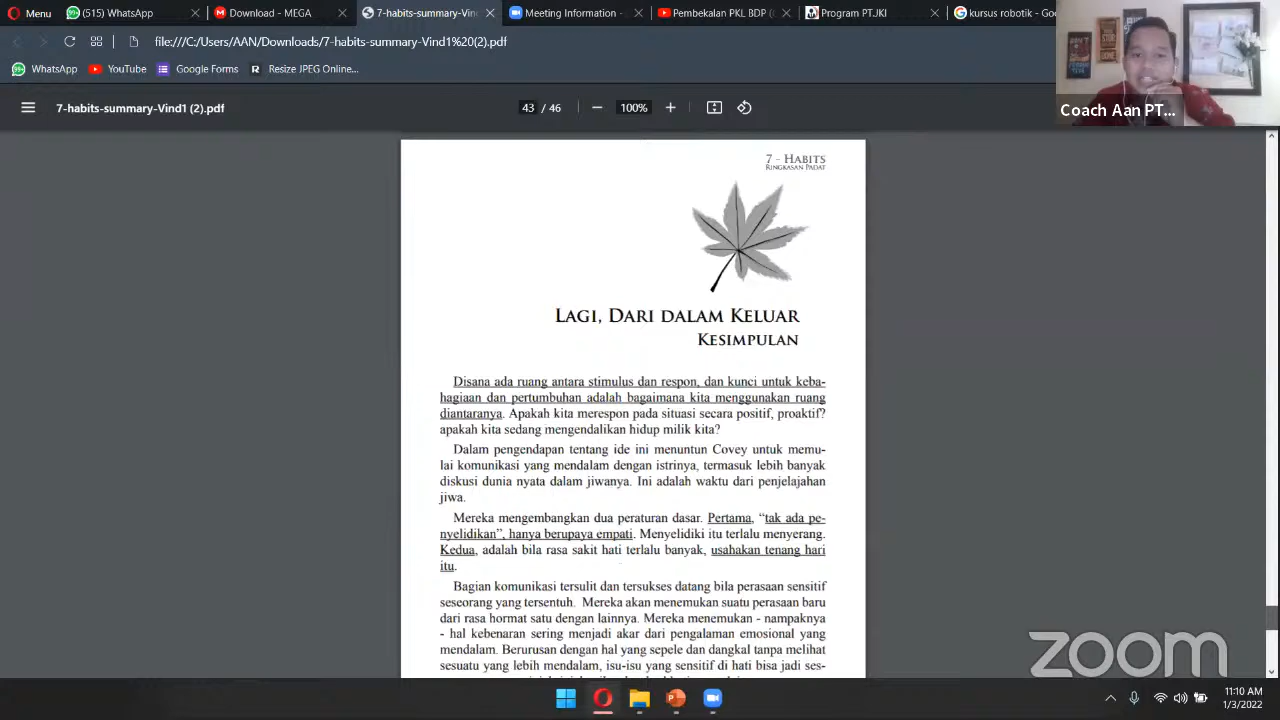 Menu
(515) WhatsApp
Download - MEGA
7-habits-summary-Vin
Meeting Information -
Pembekalan PKL BDP (
Program PTJKI
kursus robotik - Goo
file:///C:/Users/AAN/Downloads/7-habits-summary-Vind1%20(2).pdf
99+
WhatsApp
YouTube
Google Forms
R
Resize JPEG Onlin...
7-habits-summary-Vind1 (2).pdf
43 / 46
100%
Coach Aan PT...
7 - Habits
Ringkasan Padat
Lagi, Dari dalam Keluar
Kesimpulan
Disana ada ruang antara stimulus dan respon, dan kunci untuk keba-
hagiaan dan pertumbuhan adalah bagaimana kita menggunakan ruang
diantaranya. Apakah kita merespon pada situasi secara positif, proaktif?
apakah kita sedang mengendalikan hidup milik kita?
Dalam pengendapan tentang ide ini menuntun Covey untuk memu-
lai komunikasi yang mendalam dengan istrinya, termasuk lebih banyak
diskusi dunia nyata dalam jiwanya. Ini adalah waktu dari penjelajahan
jiwa.
Mereka mengembangkan dua peraturan dasar. Pertama, “tak ada pe-
nyelidikan”, hanya berupaya empati. Menyelidiki itu terlalu menyerang.
Kedua, adalah bila rasa sakit hati terlalu banyak, usahakan tenang hari
itu.
Bagian komunikasi tersulit dan tersukses datang bila perasaan sensitif
seseorang yang tersentuh. Mereka akan menemukan suatu perasaan baru
dari rasa hormat satu dengan lainnya. Mereka menemukan - nampaknya
- hal kebenaran sering menjadi akar dari pengalaman emosional yang
mendalam. Berurusan dengan hal yang sepele dan dangkal tanpa melihat
sesuatu yang lebih mendalam, isu-isu yang sensitif di hati bisa jadi ses-
zoom
11:10 AM
1/3/2022